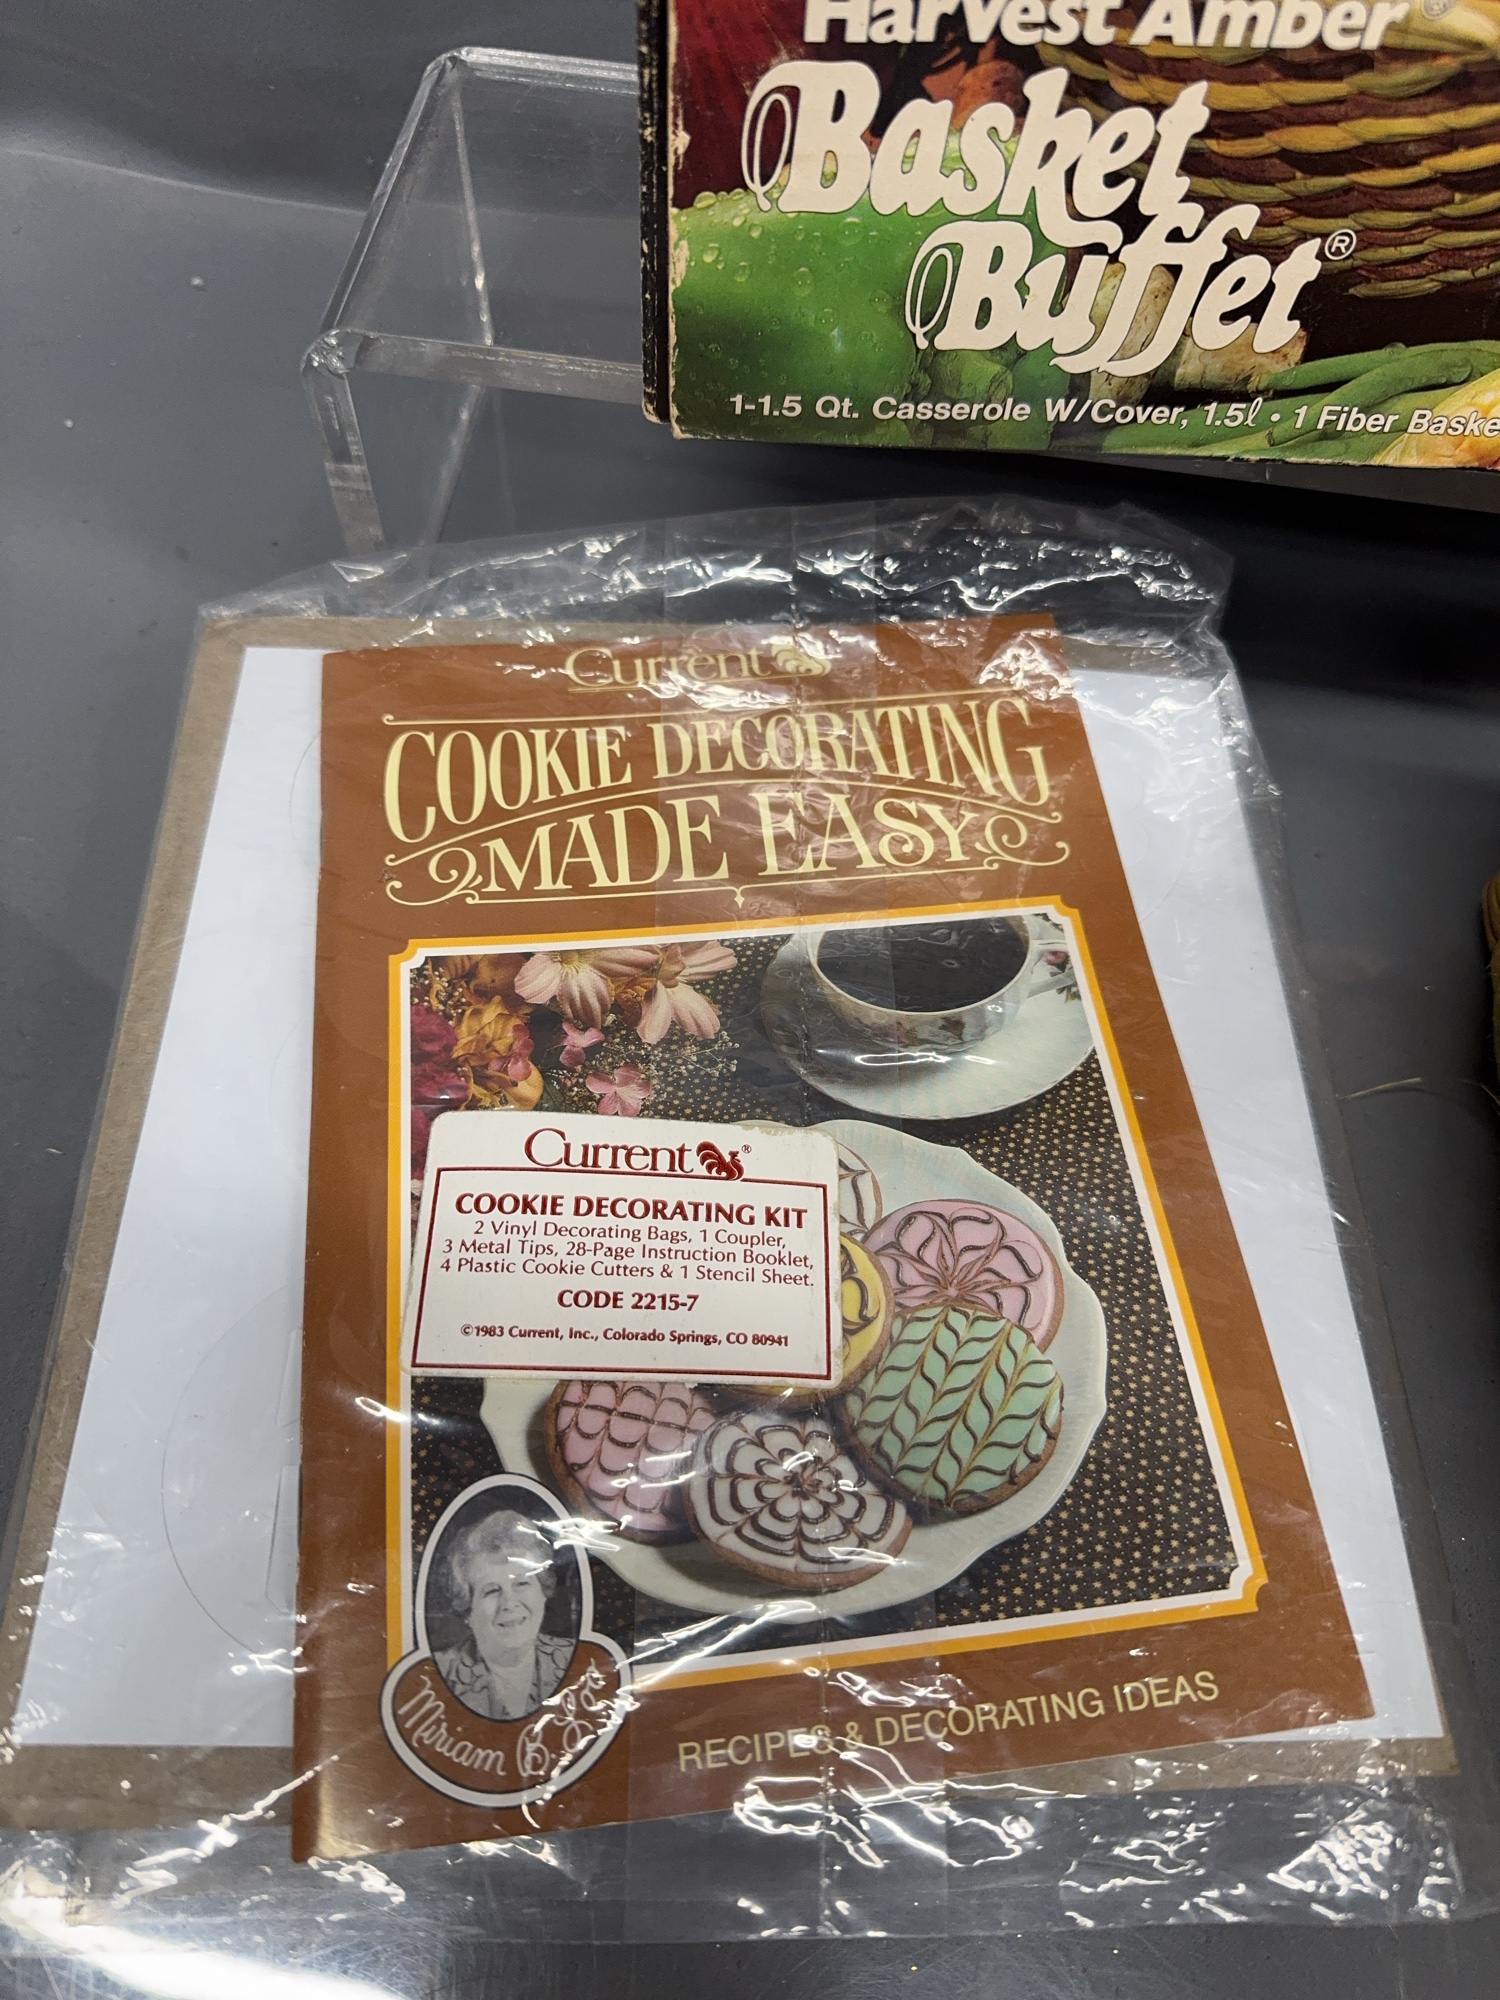 Harvest Amber
Basket
Buffet®
1-1.5 Qt. Casserole W/Cover, 1.5ℓ • 1 Fiber Baske
Current
COOKIE DECORATING
MADE EASY
Current®
COOKIE DECORATING KIT
2 Vinyl Decorating Bags, 1 Coupler,
3 Metal Tips, 28-Page Instruction Booklet,
4 Plastic Cookie Cutters & 1 Stencil Sheet.
CODE 2215-7
©1983 Current, Inc., Colorado Springs, CO 80941
Miriam B.
RECIPES & DECORATING IDEAS